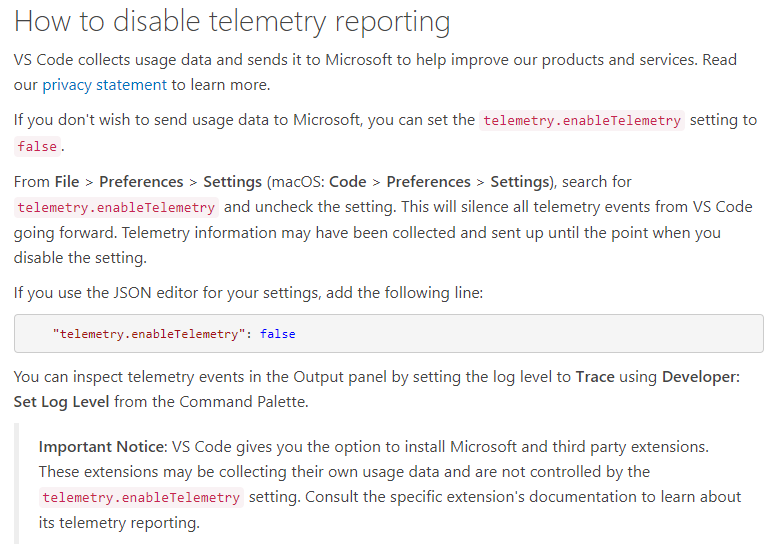 How to disable telemetry reporting
VS Code collects usage data and sends it to Microsoft to help improve our products and services. Read
our privacy statement to learn more.
If you don't wish to send usage data to Microsoft, you can set the telemetry.enableTelemetry setting to
false.
From File > Preferences > Settings (macOS: Code > Preferences > Settings), search for
telemetry.enableTelemetry and uncheck the setting. This will silence all telemetry events from VS Code
going forward. Telemetry information may have been collected and sent up until the point when you
disable the setting.
If you use the JSON editor for your settings, add the following line:
"telemetry.enableTelemetry": false
You can inspect telemetry events in the Output panel by setting the log level to Trace using Developer:
Set Log Level from the Command Palette.
Important Notice: VS Code gives you the option to install Microsoft and third party extensions.
These extensions may be collecting their own usage data and are not controlled by the
telemetry.enableTelemetry setting. Consult the specific extension's documentation to learn about
its telemetry reporting.